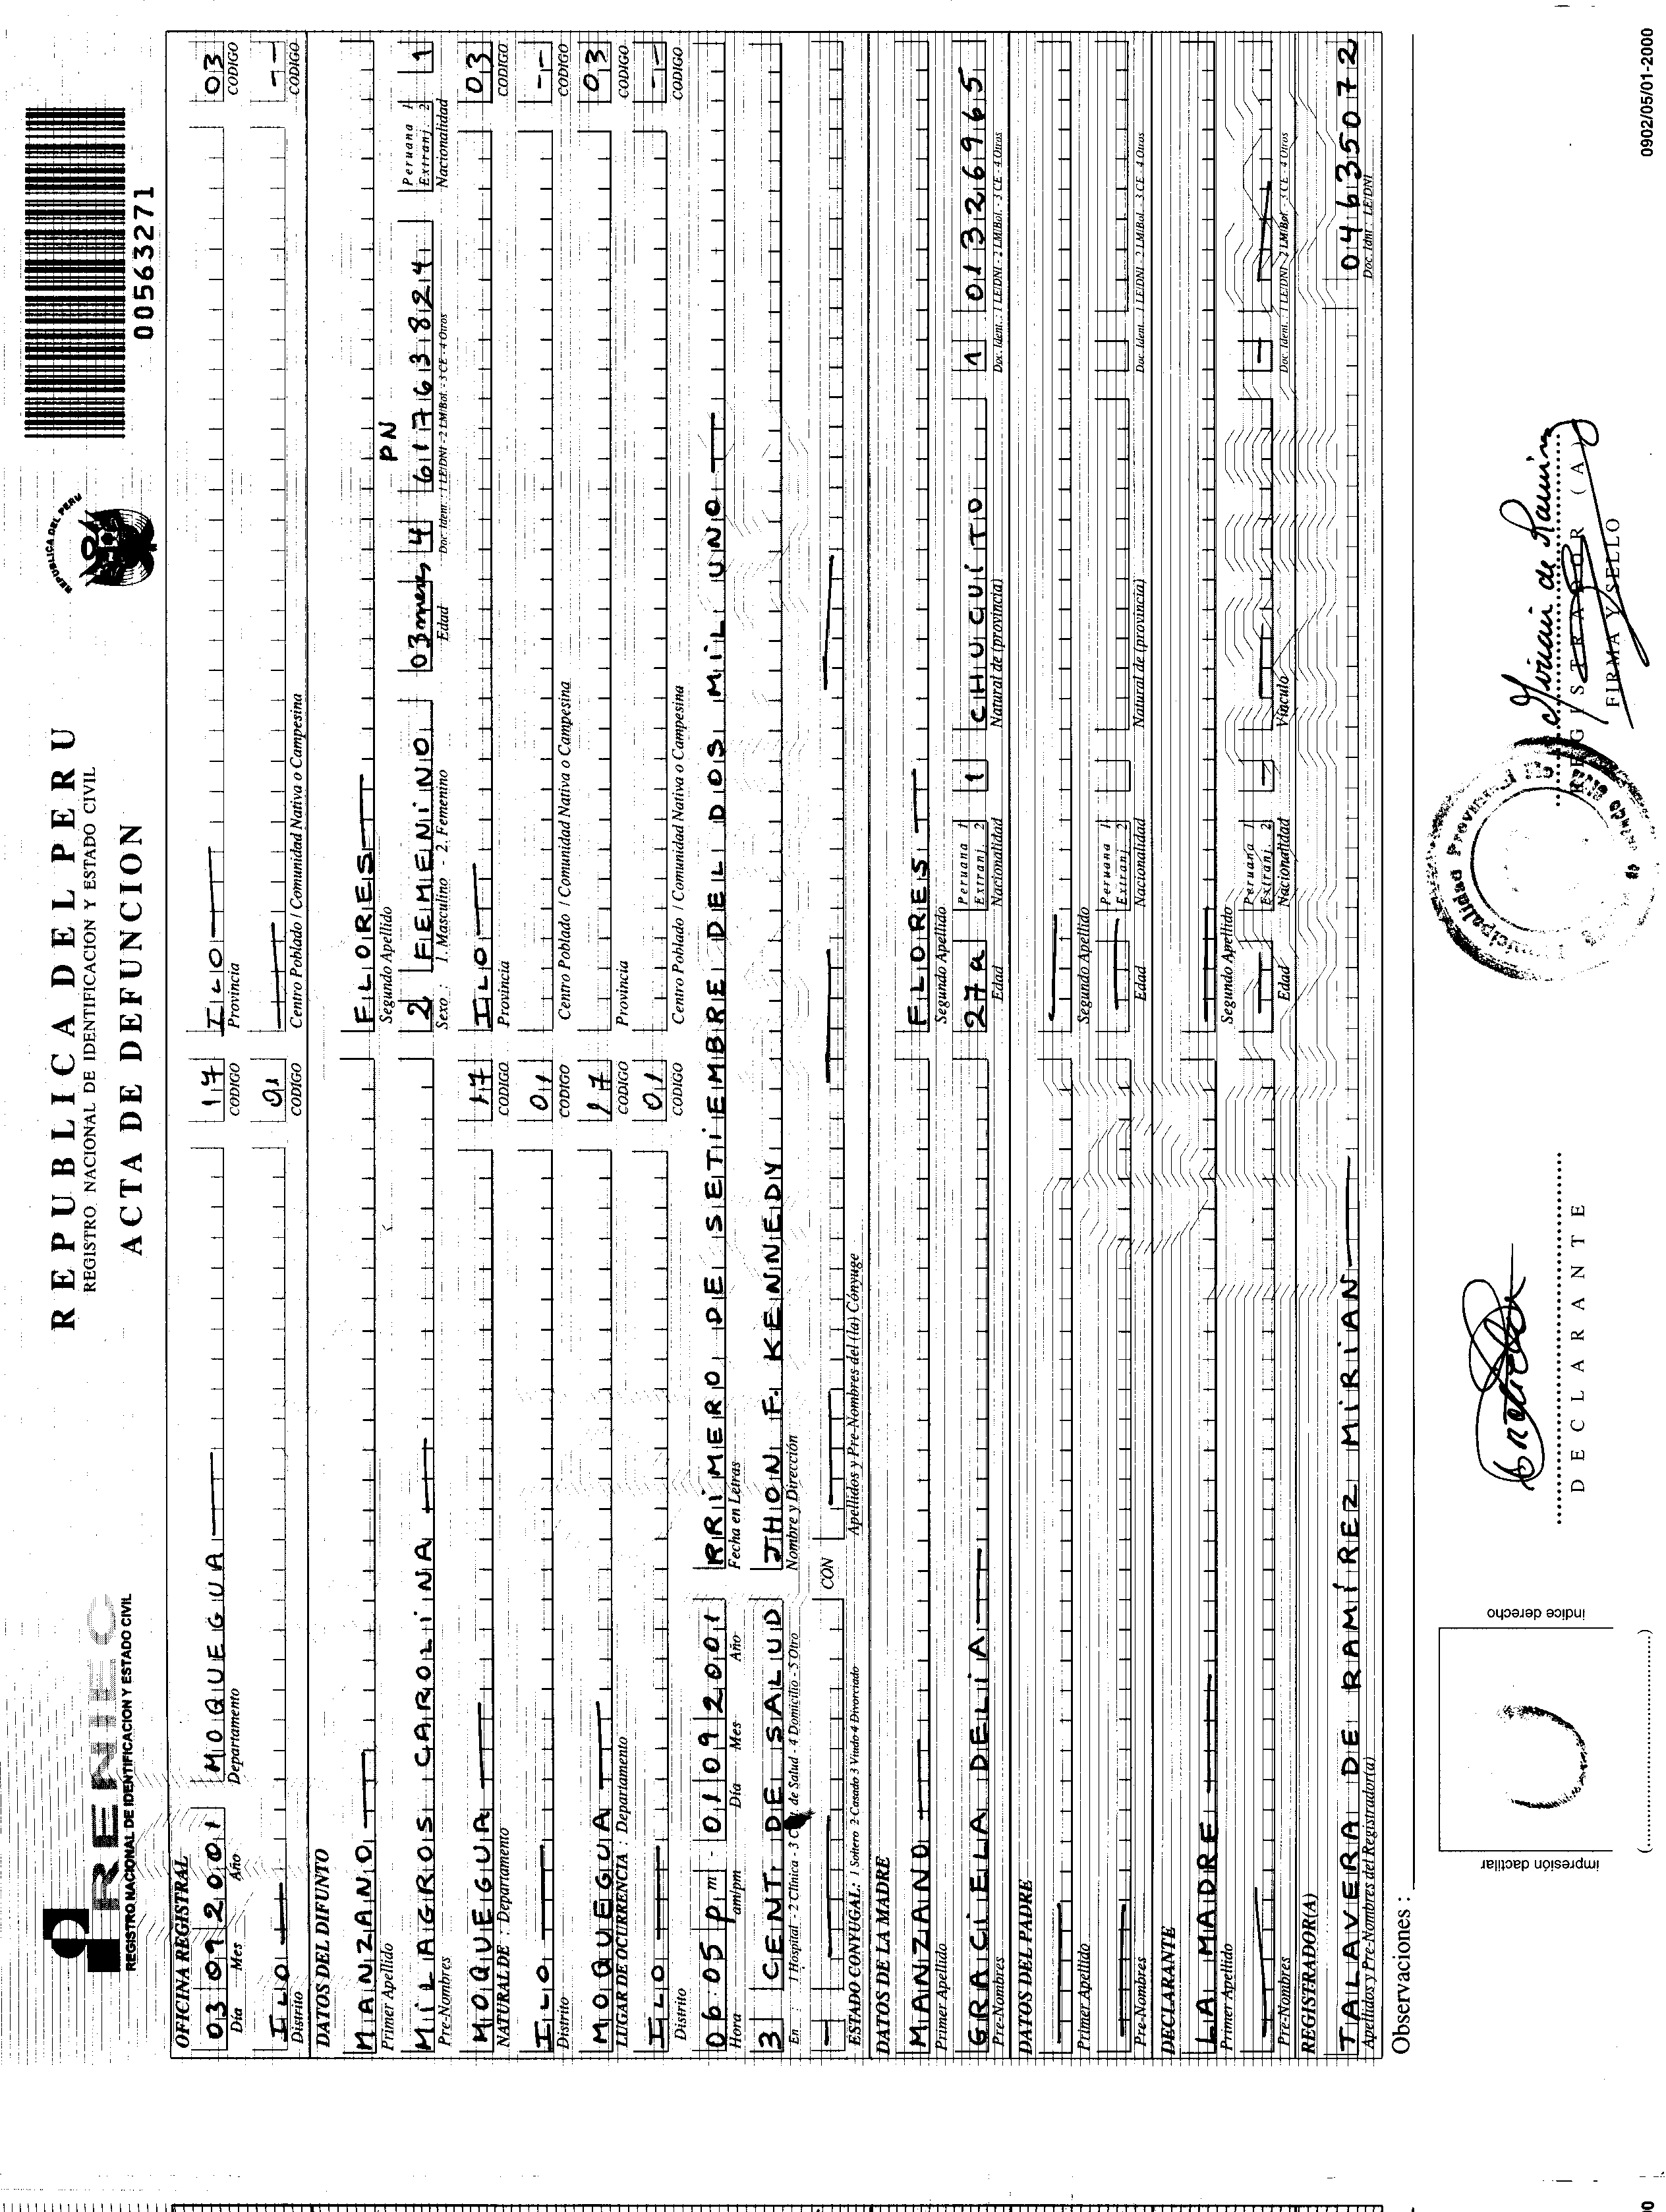 RENIEC
REGISTRO NACIONAL DE IDENTIFICACION Y ESTADO CIVIL
REPUBLICA DEL PERU
REGISTRO NACIONAL DE IDENTIFICACION Y ESTADO CIVIL
ACTA DE DEFUNCION
REPUBLICA DEL PERU
00563271
OFICINA REGISTRAL
03 09 2001 MOQUEGUA 17 ILO 03
Día Mes Año Departamento CODIGO Provincia CODIGO
ILO 01 --
Distrito CODIGO Centro Poblado / Comunidad Nativa o Campesina CODIGO
DATOS DEL DIFUNTO
MANZANO FLORES
Primer Apellido Segundo Apellido PN
MILAGROS CAROLINA 2 FEMENINO 03 meses 4 61763824 Peruana 1 Extranj. 2 1
Pre-Nombres Sexo : 1. Masculino - 2. Femenino Edad Doc. Ident. 1 LE/DNI - 2 LM/Bol. - 3 CE - 4 Otros Nacionalidad
MOQUEGUA 17 ILO 03
NATURAL DE : Departamento CODIGO Provincia CODIGO
ILO 01 --
Distrito CODIGO Centro Poblado / Comunidad Nativa o Campesina CODIGO
MOQUEGUA 17 03
LUGAR DE OCURRENCIA : Departamento CODIGO Provincia CODIGO
ILO 01 --
Distrito CODIGO Centro Poblado / Comunidad Nativa o Campesina CODIGO
06:05 pm - 01 09 2001 PRIMERO DE SETIEMBRE DEL DOS MIL UNO
Hora am/pm Día Mes Año Fecha en Letras
3 CENT. DE SALUD JHON F. KENNEDY
En : 1 Hospital - 2 Clínica - 3 C. de Salud - 4 Domicilio - 5 Otro Nombre y Dirección
- CON
ESTADO CONYUGAL: 1 Soltero 2 Casado 3 Viudo 4 Divorciado Apellidos y Pre-Nombres del (la) Cónyuge
DATOS DE LA MADRE
MANZANO FLORES
Primer Apellido Segundo Apellido
GRACIELA DELIA 27a Peruana 1 Extranj. 2 1 CHUCUITO 1 01326965
Pre-Nombres Edad Nacionalidad Natural de (provincia) Doc. Ident. : 1 LE/DNI - 2 LM/Bol. - 3 CE - 4 Otros
DATOS DEL PADRE
Primer Apellido Segundo Apellido
Peruana 1 Extranj. 2
Pre-Nombres Edad Nacionalidad Natural de (provincia) Doc. Ident. : 1 LE/DNI - 2 LM/Bol. - 3 CE - 4 Otros
DECLARANTE
LA MADRE
Primer Apellido Segundo Apellido
Peruana 1 Extranj. 2 - -
Pre-Nombres Edad Nacionalidad Vínculo Doc. Ident. : 1 LE/DNI - 2 LM/Bol. - 3 CE - 4 Otros
REGISTRADOR(A)
TALAVERA DE RAMÍREZ MIRIAN 04635072
Apellidos y Pre-Nombres del Registrador(a) Doc. Idnt : LE/DNI
Observaciones :
impresión dactilar
índice derecho
DECLARANTE
Municipalidad Provincial
Mirian de Ramirez
REGISTRADOR (A)
FIRMA Y SELLO
0902/05/01-2000